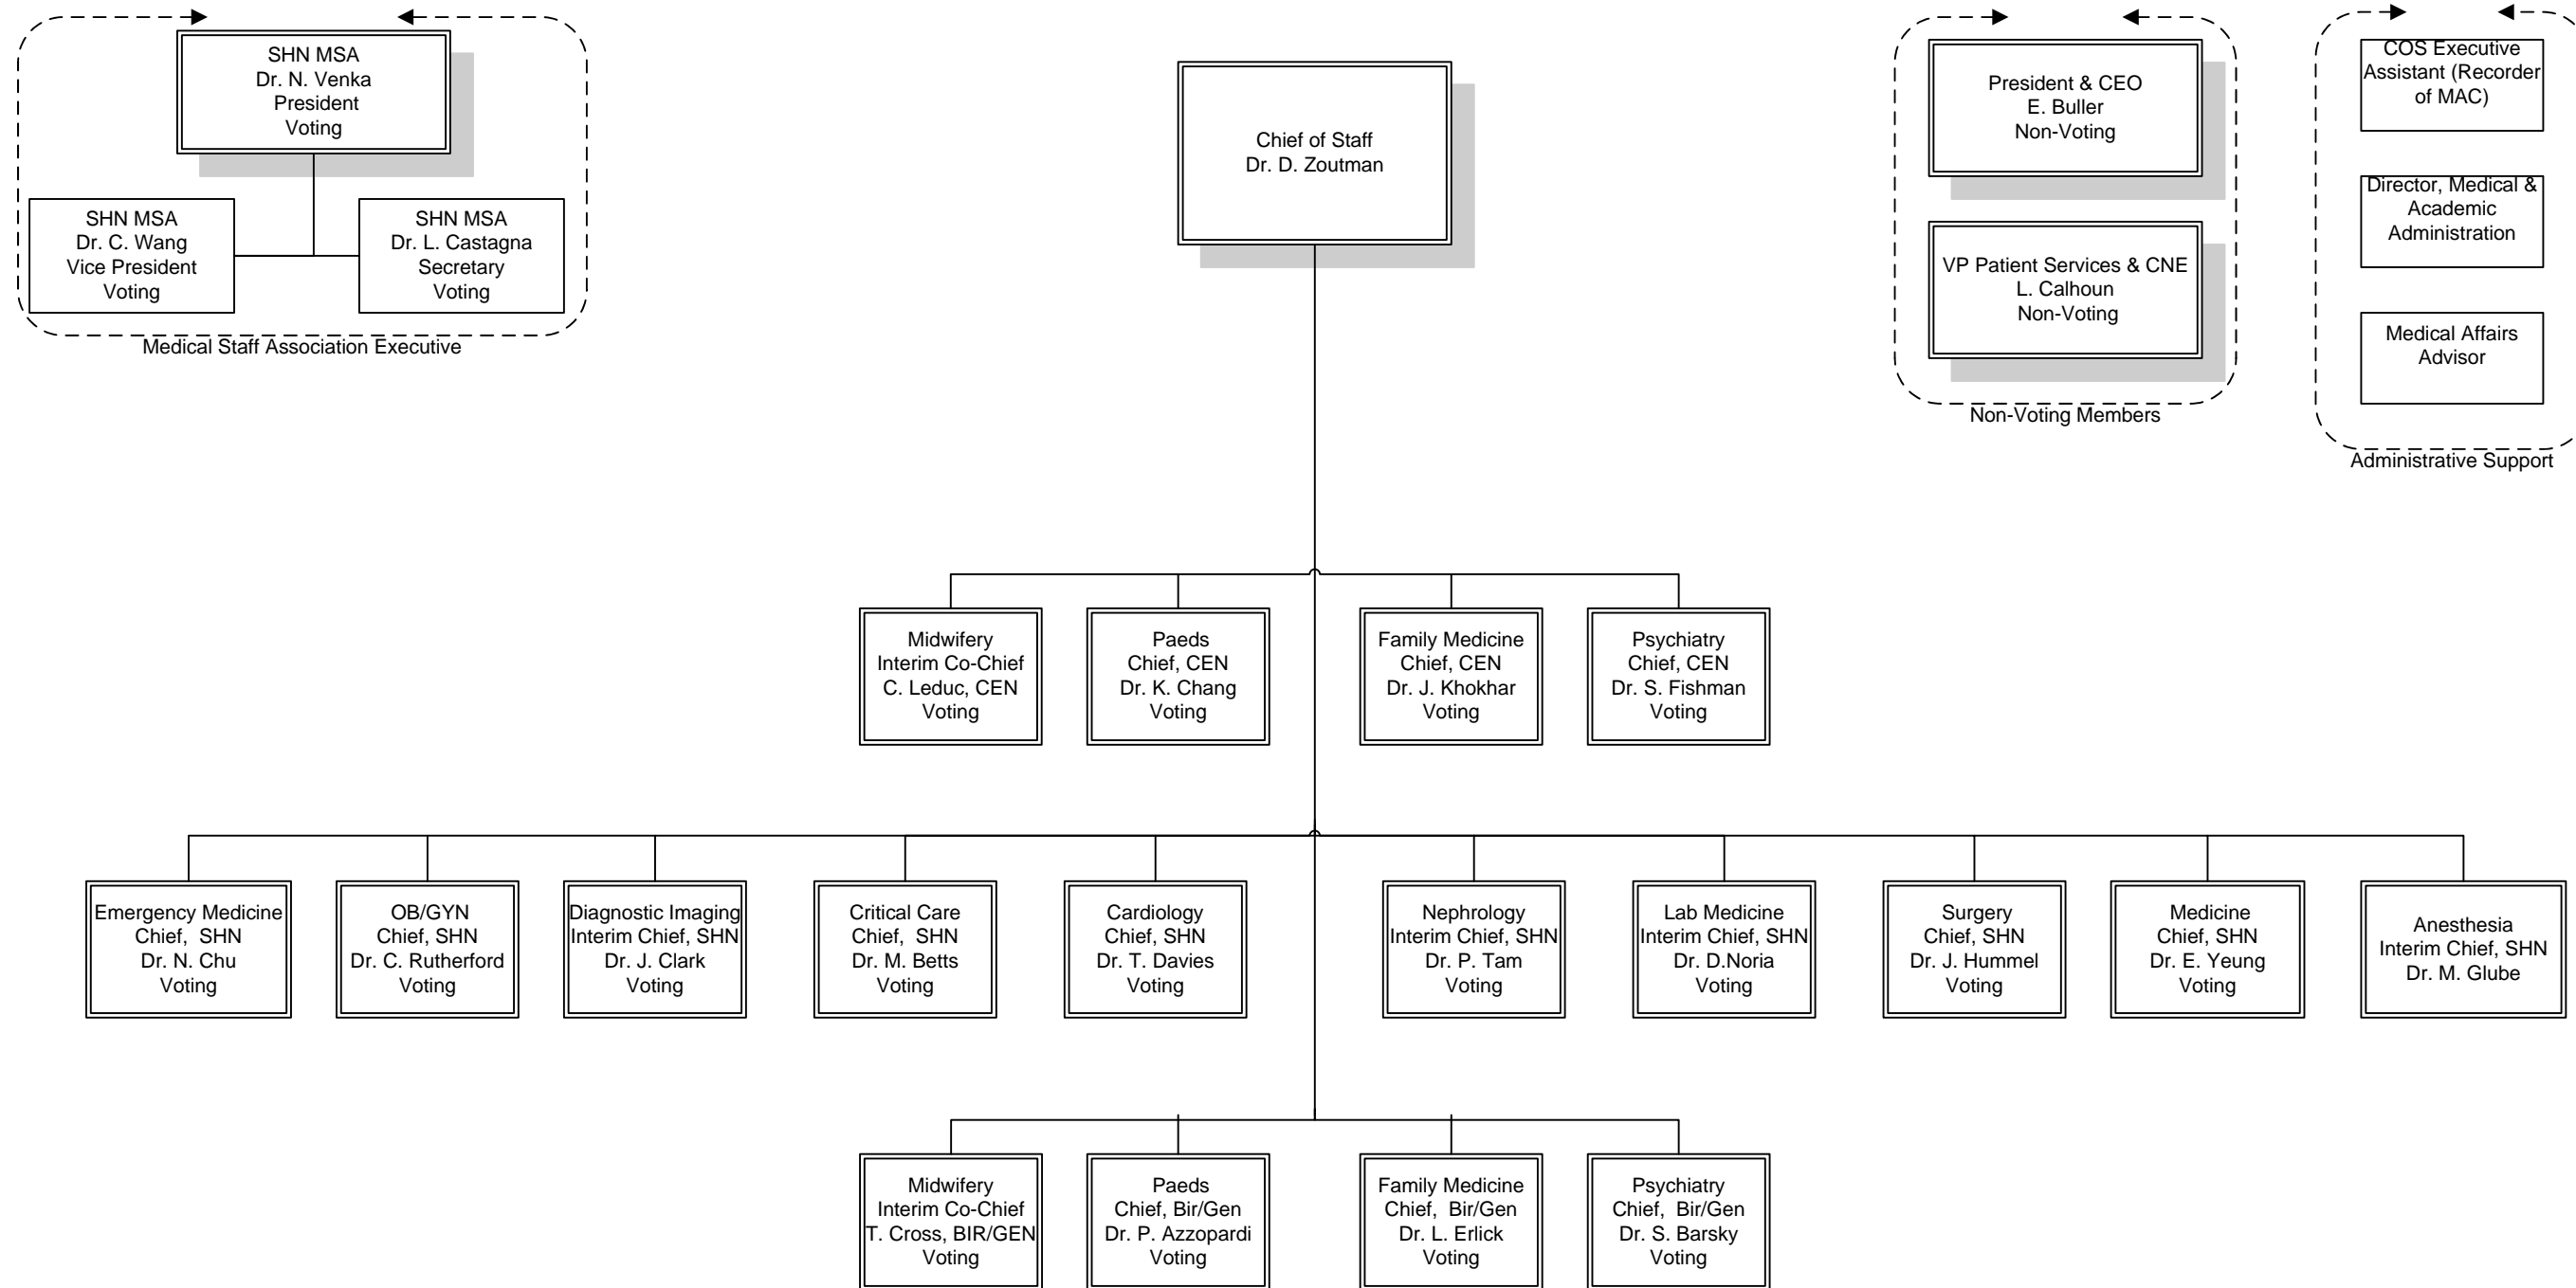 SHN MSA
Dr. N. Venka
President
Voting
SHN MSA
Dr. C. Wang
Vice President
Voting
SHN MSA
Dr. L. Castagna
Secretary
Voting
Medical Staff Association Executive
Chief of Staff
Dr. D. Zoutman
President & CEO
E. Buller
Non-Voting
VP Patient Services & CNE
L. Calhoun
Non-Voting
Non-Voting Members
COS Executive
Assistant (Recorder
of MAC)
Director, Medical &
Academic
Administration
Medical Affairs
Advisor
Administrative Support
Midwifery
Interim Co-Chief
C. Leduc, CEN
Voting
Paeds
Chief, CEN
Dr. K. Chang
Voting
Family Medicine
Chief, CEN
Dr. J. Khokhar
Voting
Psychiatry
Chief, CEN
Dr. S. Fishman
Voting
Emergency Medicine
Chief,  SHN
Dr. N. Chu
Voting
OB/GYN
Chief, SHN
Dr. C. Rutherford
Voting
Diagnostic Imaging
Interim Chief, SHN
Dr. J. Clark
Voting
Critical Care
Chief,  SHN
Dr. M. Betts
Voting
Cardiology
Chief, SHN
Dr. T. Davies
Voting
Nephrology
Interim Chief, SHN
Dr. P. Tam
Voting
Lab Medicine
Interim Chief, SHN
Dr. D.Noria
Voting
Surgery
Chief, SHN
Dr. J. Hummel
Voting
Medicine
Chief, SHN
Dr. E. Yeung
Voting
Anesthesia
Interim Chief, SHN
Dr. M. Glube
Midwifery
Interim Co-Chief
T. Cross, BIR/GEN
Voting
Paeds
Chief, Bir/Gen
Dr. P. Azzopardi
Voting
Family Medicine
Chief,  Bir/Gen
Dr. L. Erlick
Voting
Psychiatry
Chief,  Bir/Gen
Dr. S. Barsky
Voting